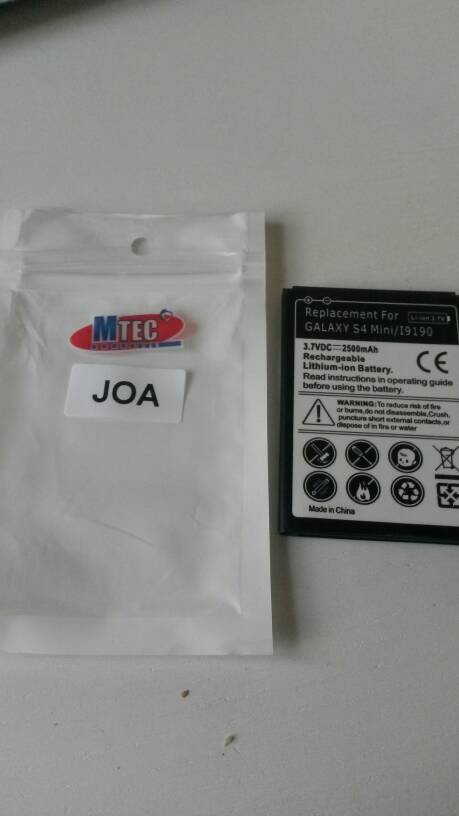 MTEC
JOA
Replacement For
Li-ion 3.7V
GALAXY S4 Mini/I9190
3.7VDC 2500mAh
Rechargeable
Lithium-ion Battery.
Read instructions in operating guide
before using the battery.
WARNING:To reduce risk of fire
or burns,do not disassemble,Crush,
puncture short external contacts,or
dispose of in fire or water
Made in China